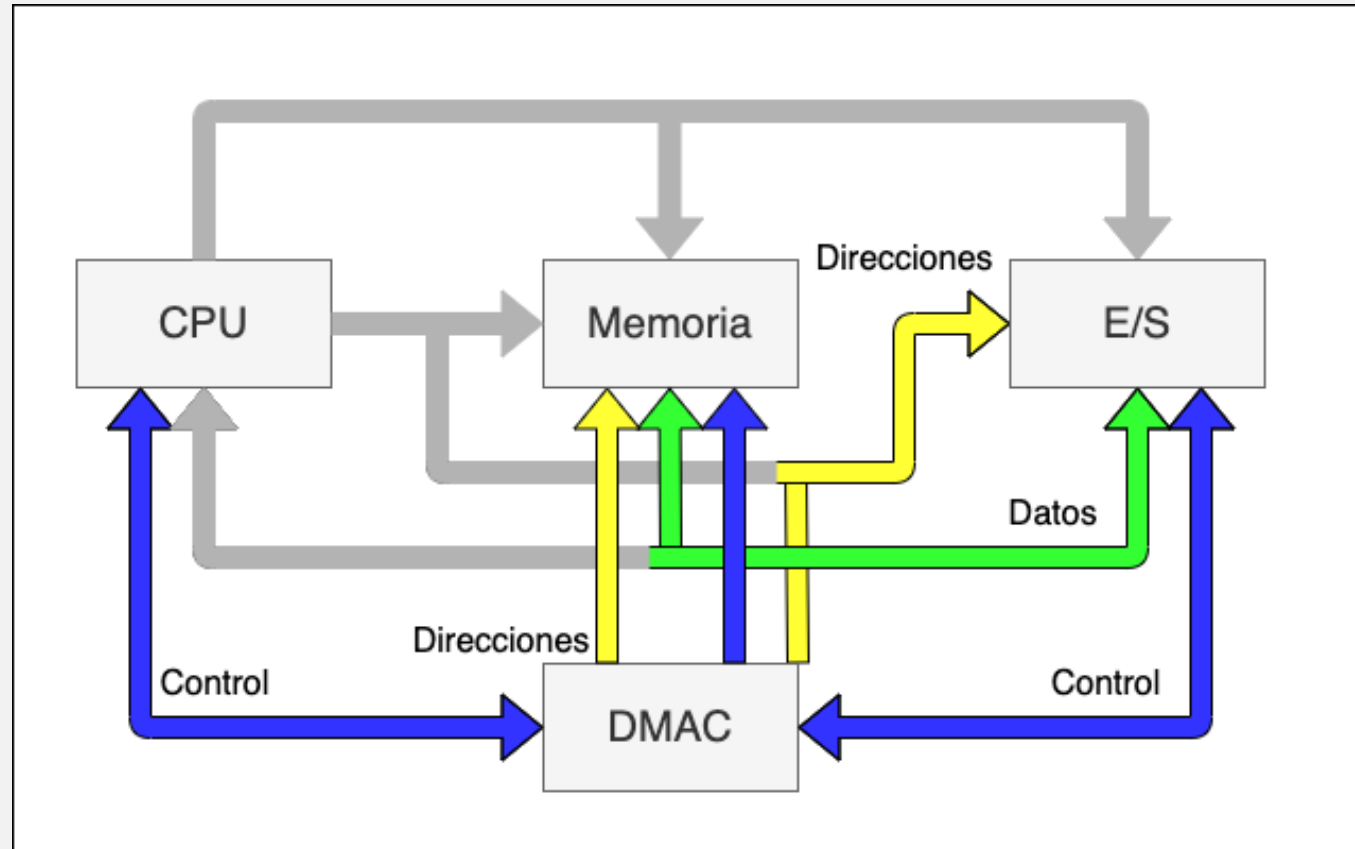 Direcciones
CPU
Memoria
E/S
Datos
Direcciones
Control
Control
DMAC